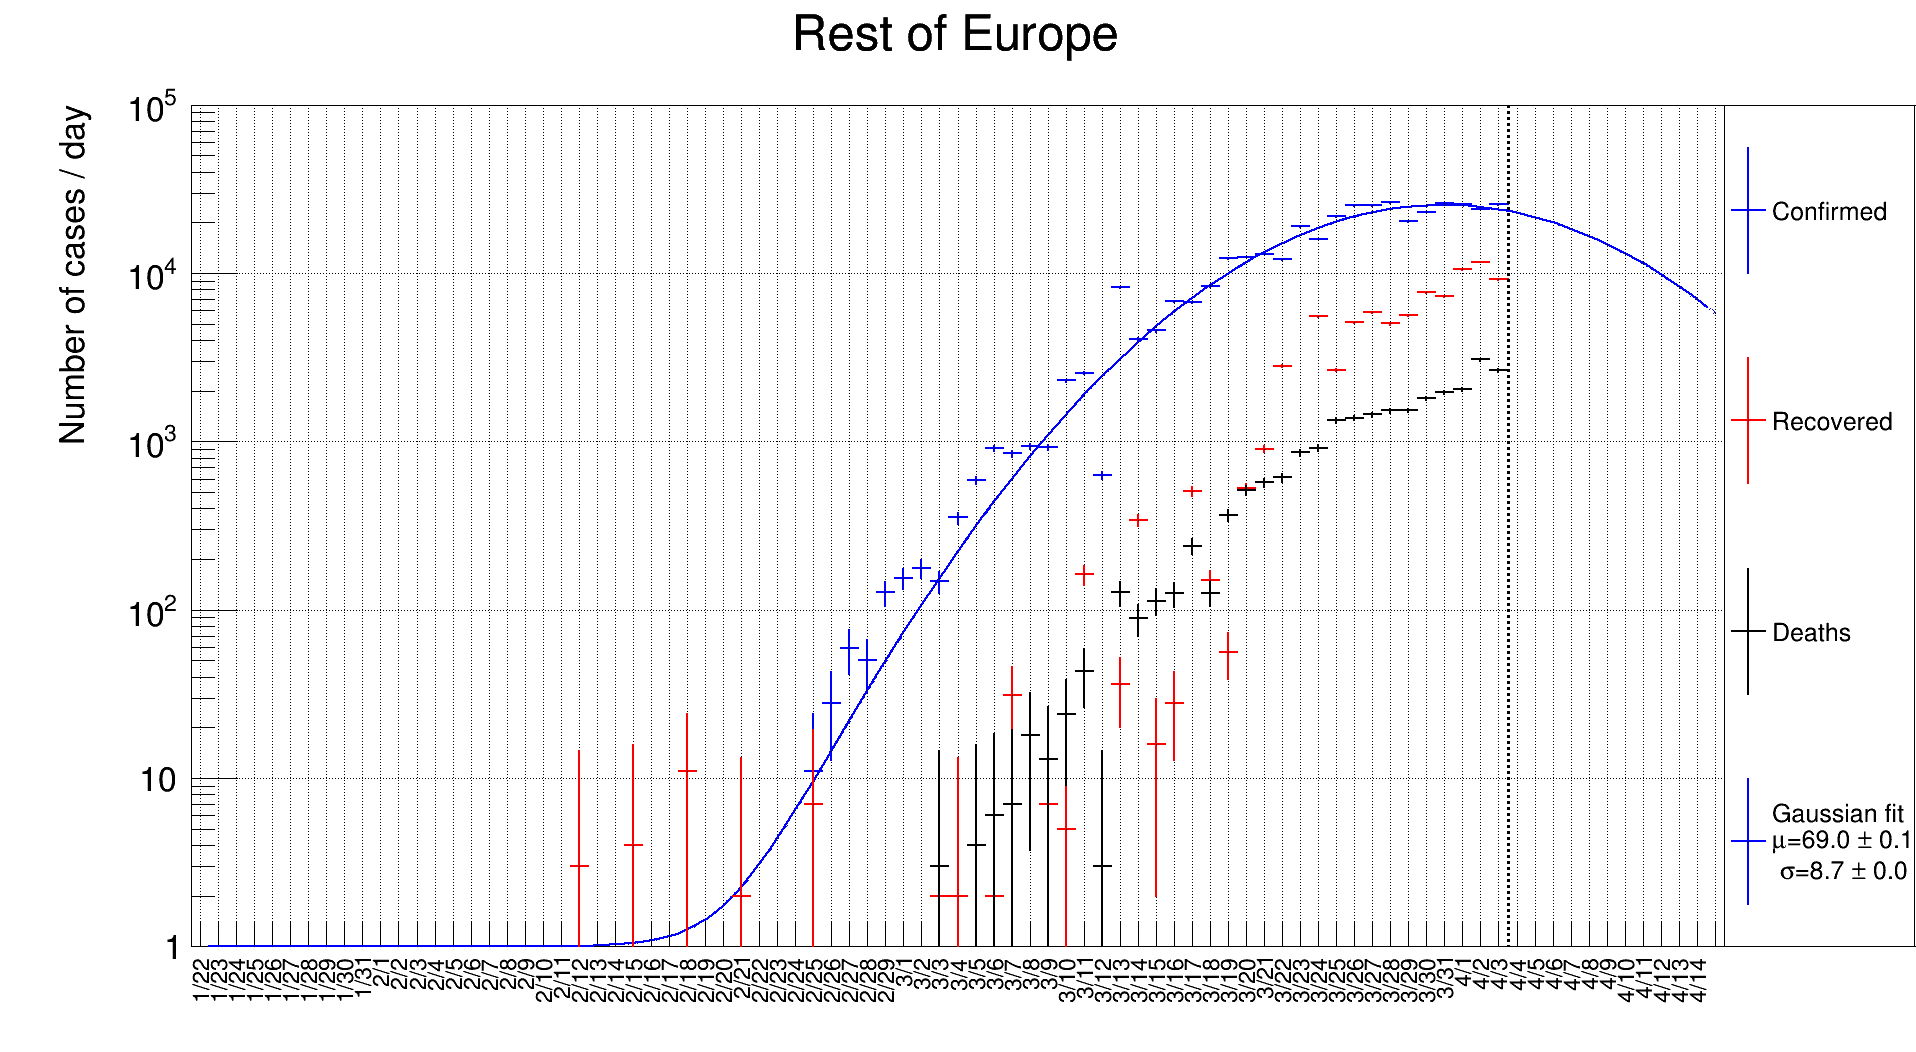 Rest of Europe
Number of cases / day
10^5
10^4
10^3
10^2
10
1
1/22 1/23 1/24 1/25 1/26 1/27 1/28 1/29 1/30 1/31 2/1 2/2 2/3 2/4 2/5 2/6 2/7 2/8 2/9 2/10 2/11 2/12 2/13 2/14 2/15 2/16 2/17 2/18 2/19 2/20 2/21 2/22 2/23 2/24 2/25 2/26 2/27 2/28 2/29 3/1 3/2 3/3 3/4 3/5 3/6 3/7 3/8 3/9 3/10 3/11 3/12 3/13 3/14 3/15 3/16 3/17 3/18 3/19 3/20 3/21 3/22 3/23 3/24 3/25 3/26 3/27 3/28 3/29 3/30 3/31 4/1 4/2 4/3 4/4 4/5 4/6 4/7 4/8 4/9 4/10 4/11 4/12 4/13 4/14
Confirmed
Recovered
Deaths
Gaussian fit
μ=69.0 ± 0.1
σ=8.7 ± 0.0